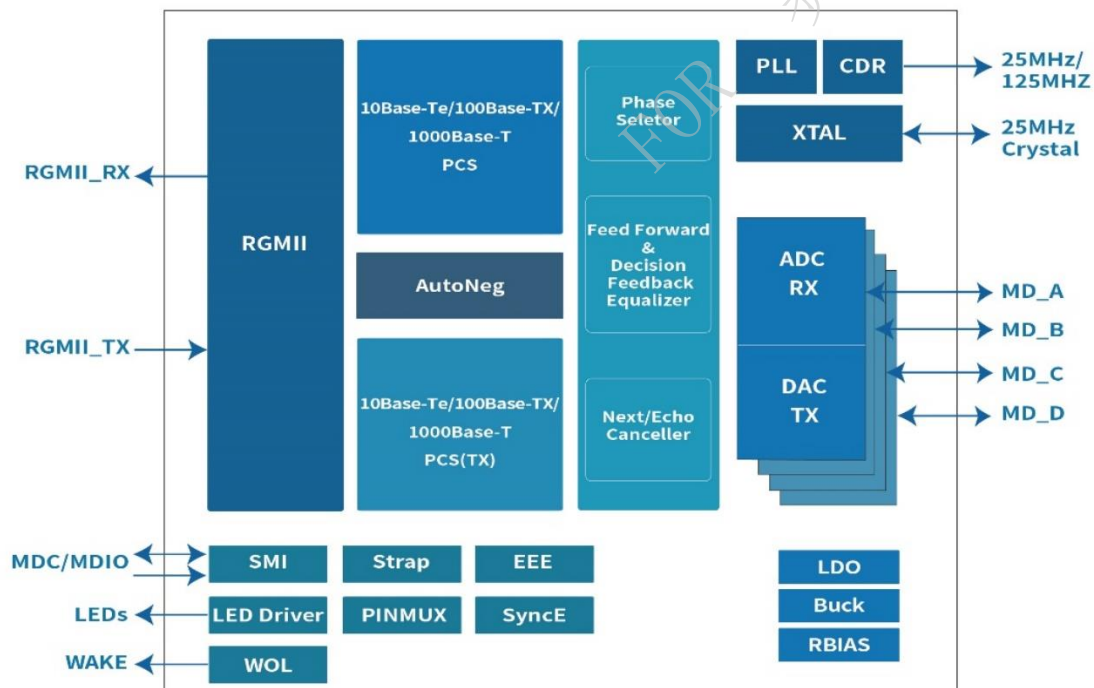 RGMII_RX
RGMII_TX
RGMII
10Base-Te/100Base-TX/
1000Base-T
PCS
AutoNeg
10Base-Te/100Base-TX/
1000Base-T
PCS(TX)
Phase
Seletor
Feed Forward
&
Decision
Feedback
Equalizer
Next/Echo
Canceller
FOR
PLL
CDR
25MHz/
125MHZ
XTAL
25MHz
Crystal
ADC
RX
DAC
TX
MD_A
MD_B
MD_C
MD_D
MDC/MDIO
SMI
Strap
EEE
LEDs
LED Driver
PINMUX
SyncE
WAKE
WOL
LDO
Buck
RBIAS